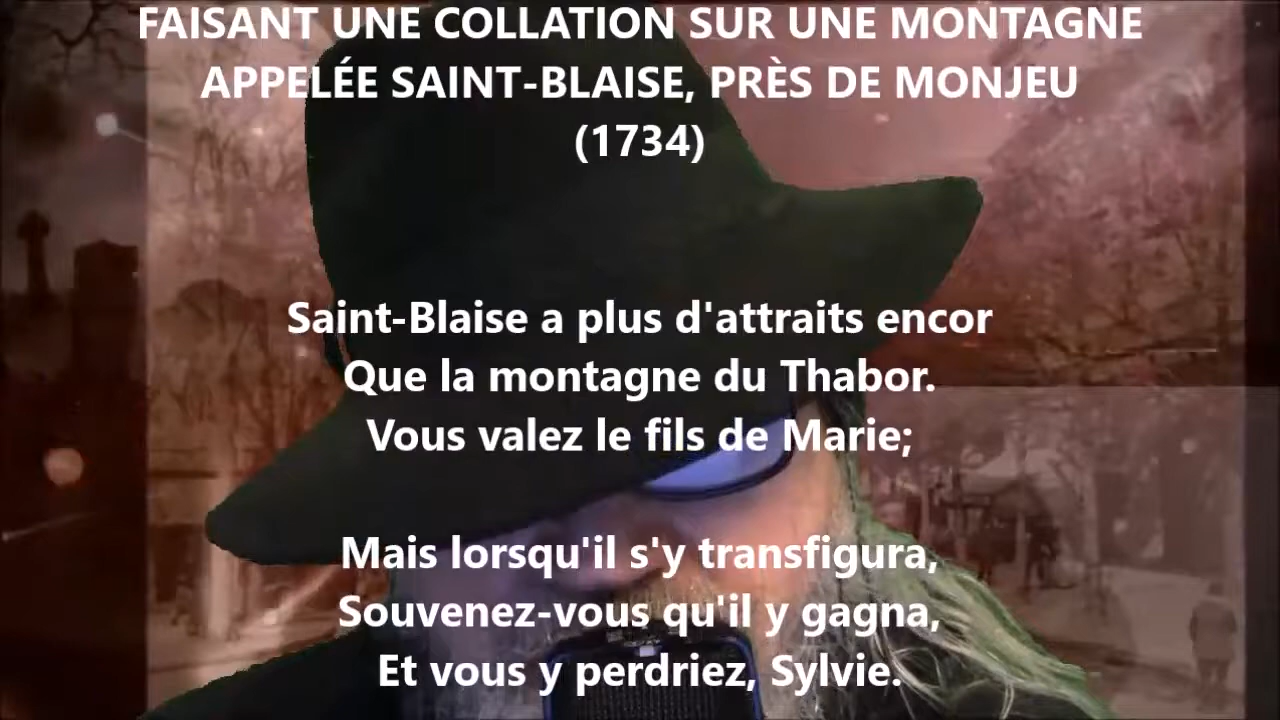 FAISANT UNE COLLATION SUR UNE MONTAGNE
APPELÉE SAINT-BLAISE, PRÈS DE MONJEU
(1734)
Saint-Blaise a plus d'attraits encor
Que la montagne du Thabor.
Vous valez le fils de Marie;
Mais lorsqu'il s'y transfigura,
Souvenez-vous qu'il y gagna,
Et vous y perdriez, Sylvie.